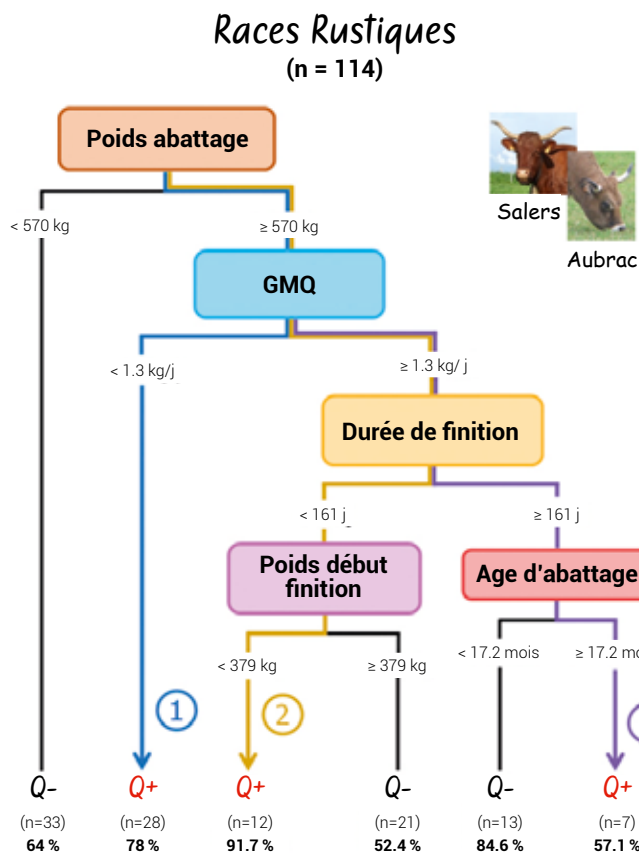 Races Rustiques
(n = 114)
Poids abattage
Salers
Aubrac
< 570 kg
≥ 570 kg
GMQ
< 1.3 kg/j
≥ 1.3 kg/ j
Durée de finition
< 161 j
≥ 161 j
Poids début
finition
Age d'abattage
< 379 kg
≥ 379 kg
< 17.2 mois
≥ 17.2
1
2
Q- Q+ Q+ Q- Q- Q+
(n=33) (n=28) (n=12) (n=21) (n=13) (n=7)
64 % 78 % 91.7 % 52.4 % 84.6 % 57.1 %